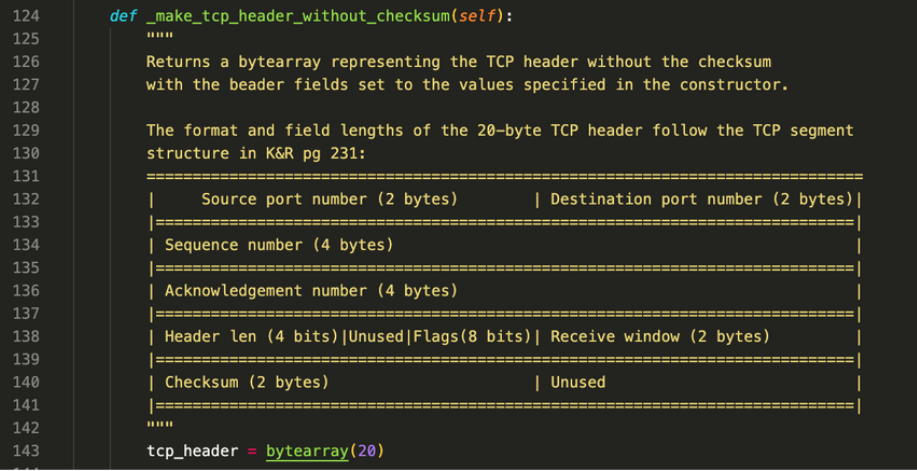 124 def _make_tcp_header_without_checksum(self):
125 """
126 Returns a bytearray representing the TCP header without the checksum
127 with the beader fields set to the values specified in the constructor.
128
129 The format and field lengths of the 20-byte TCP header follow the TCP segment
130 structure in K&R pg 231:
131 ==============================================================================
132 |     Source port number (2 bytes)        | Destination port number (2 bytes)|
133 |============================================================================|
134 | Sequence number (4 bytes)                                                  |
135 |============================================================================|
136 | Acknowledgement number (4 bytes)                                           |
137 |============================================================================|
138 | Header len (4 bits)|Unused|Flags(8 bits)| Receive window (2 bytes)         |
139 |============================================================================|
140 | Checksum (2 bytes)                      | Unused                           |
141 |============================================================================|
142 """
143 tcp_header = bytearray(20)